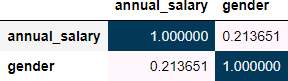 annual_salary gender
annual_salary 1.000000 0.213651
gender 0.213651 1.000000